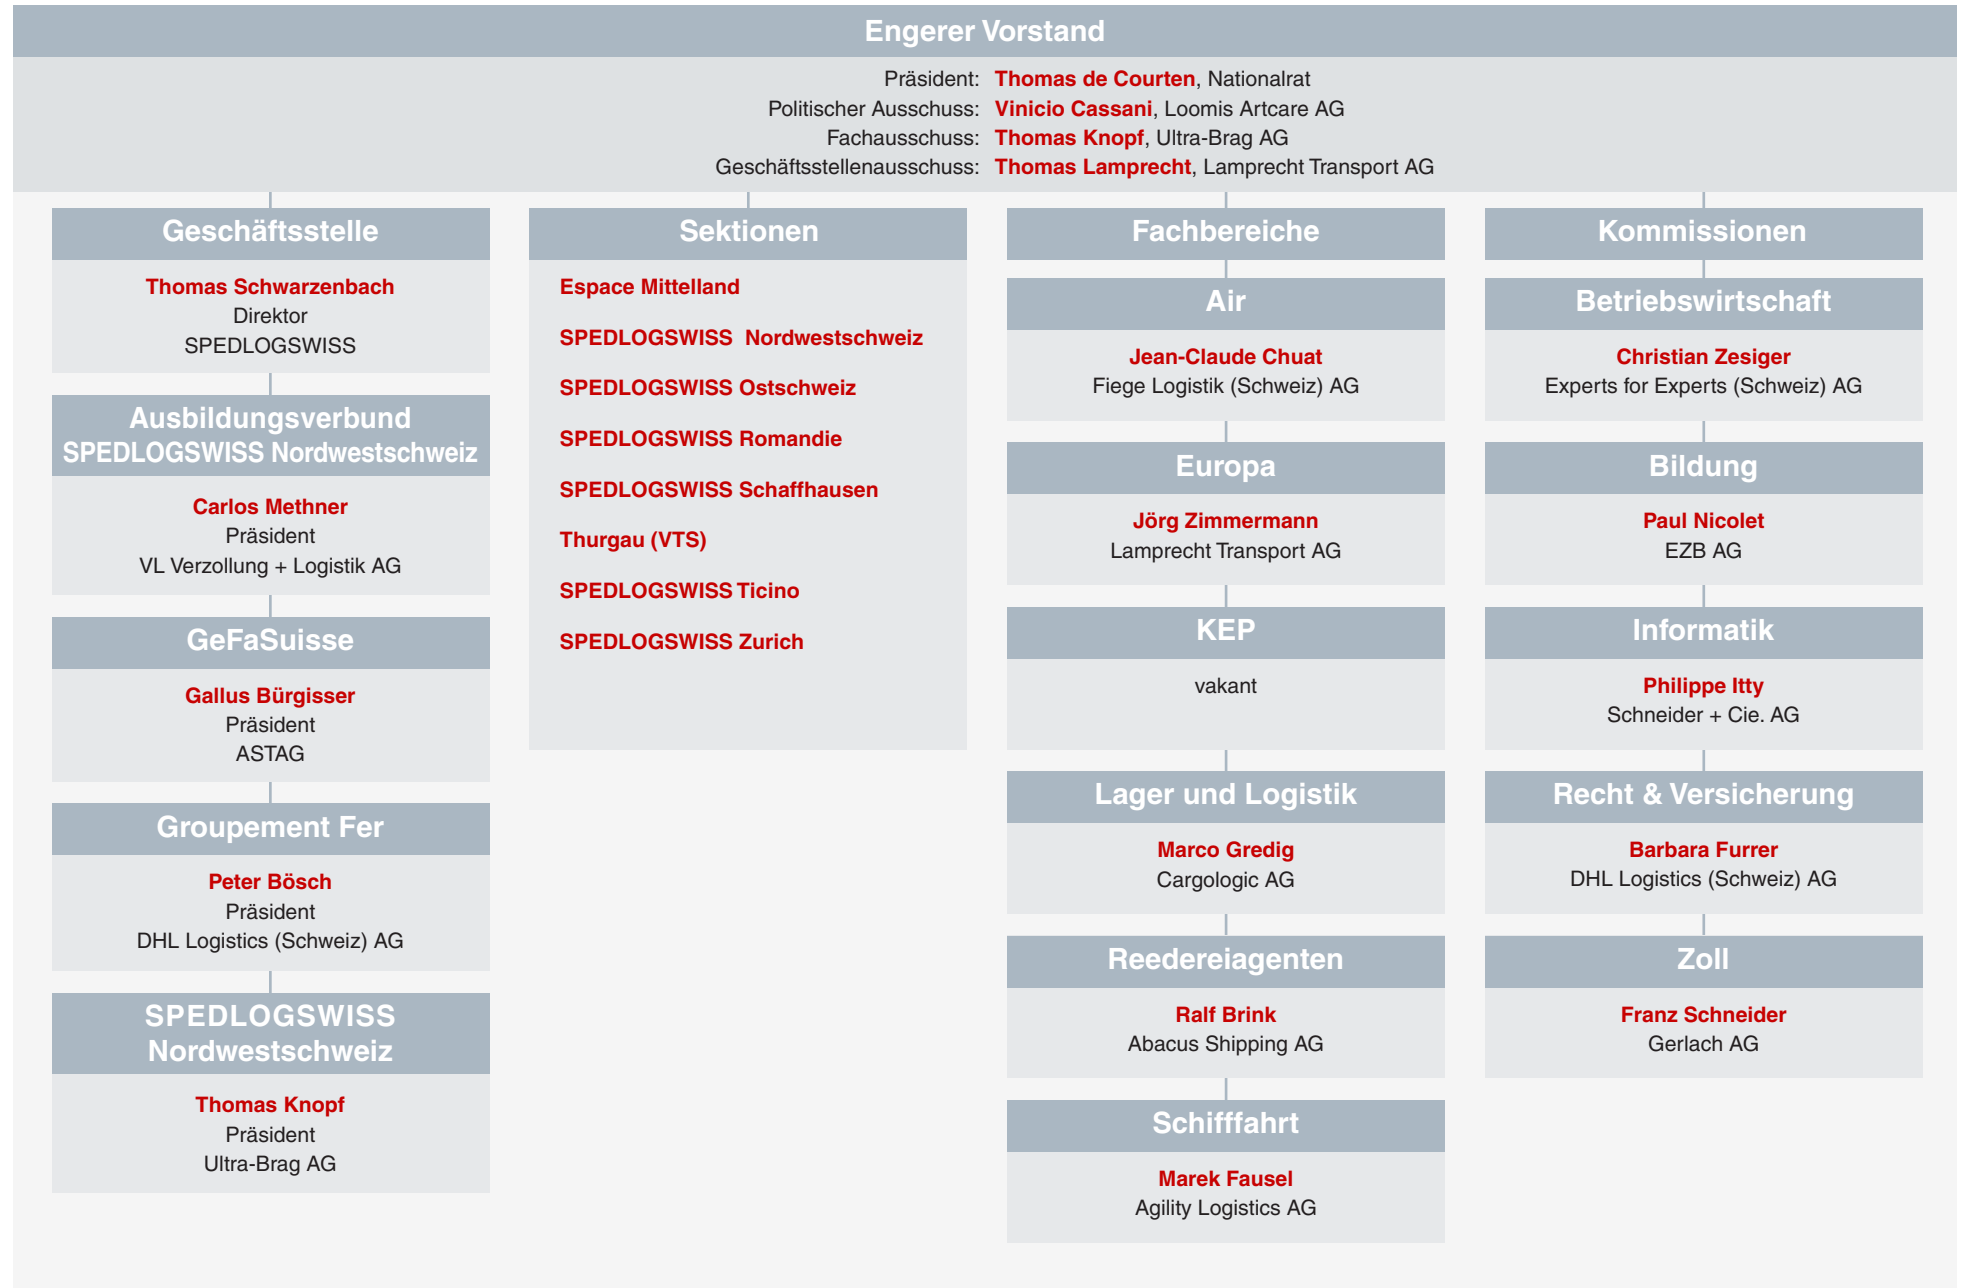 Engerer Vorstand
Präsident: Thomas de Courten, Nationalrat
Politischer Ausschuss: Vinicio Cassani, Loomis Artcare AG
Fachausschuss: Thomas Knopf, Ultra-Brag AG
Geschäftsstellenausschuss: Thomas Lamprecht, Lamprecht Transport AG
Geschäftsstelle
Thomas Schwarzenbach
Direktor
SPEDLOGSWISS
Ausbildungsverbund
SPEDLOGSWISS Nordwestschweiz
Carlos Methner
Präsident
VL Verzollung + Logistik AG
GeFaSuisse
Gallus Bürgisser
Präsident
ASTAG
Groupement Fer
Peter Bösch
Präsident
DHL Logistics (Schweiz) AG
SPEDLOGSWISS
Nordwestschweiz
Thomas Knopf
Präsident
Ultra-Brag AG
Sektionen
Espace Mittelland
SPEDLOGSWISS Nordwestschweiz
SPEDLOGSWISS Ostschweiz
SPEDLOGSWISS Romandie
SPEDLOGSWISS Schaffhausen
Thurgau (VTS)
SPEDLOGSWISS Ticino
SPEDLOGSWISS Zurich
Fachbereiche
Air
Jean-Claude Chuat
Fiege Logistik (Schweiz) AG
Europa
Jörg Zimmermann
Lamprecht Transport AG
KEP
vakant
Lager und Logistik
Marco Gredig
Cargologic AG
Reedereiagenten
Ralf Brink
Abacus Shipping AG
Schifffahrt
Marek Fausel
Agility Logistics AG
Kommissionen
Betriebswirtschaft
Christian Zesiger
Experts for Experts (Schweiz) AG
Bildung
Paul Nicolet
EZB AG
Informatik
Philippe Itty
Schneider + Cie. AG
Recht & Versicherung
Barbara Furrer
DHL Logistics (Schweiz) AG
Zoll
Franz Schneider
Gerlach AG